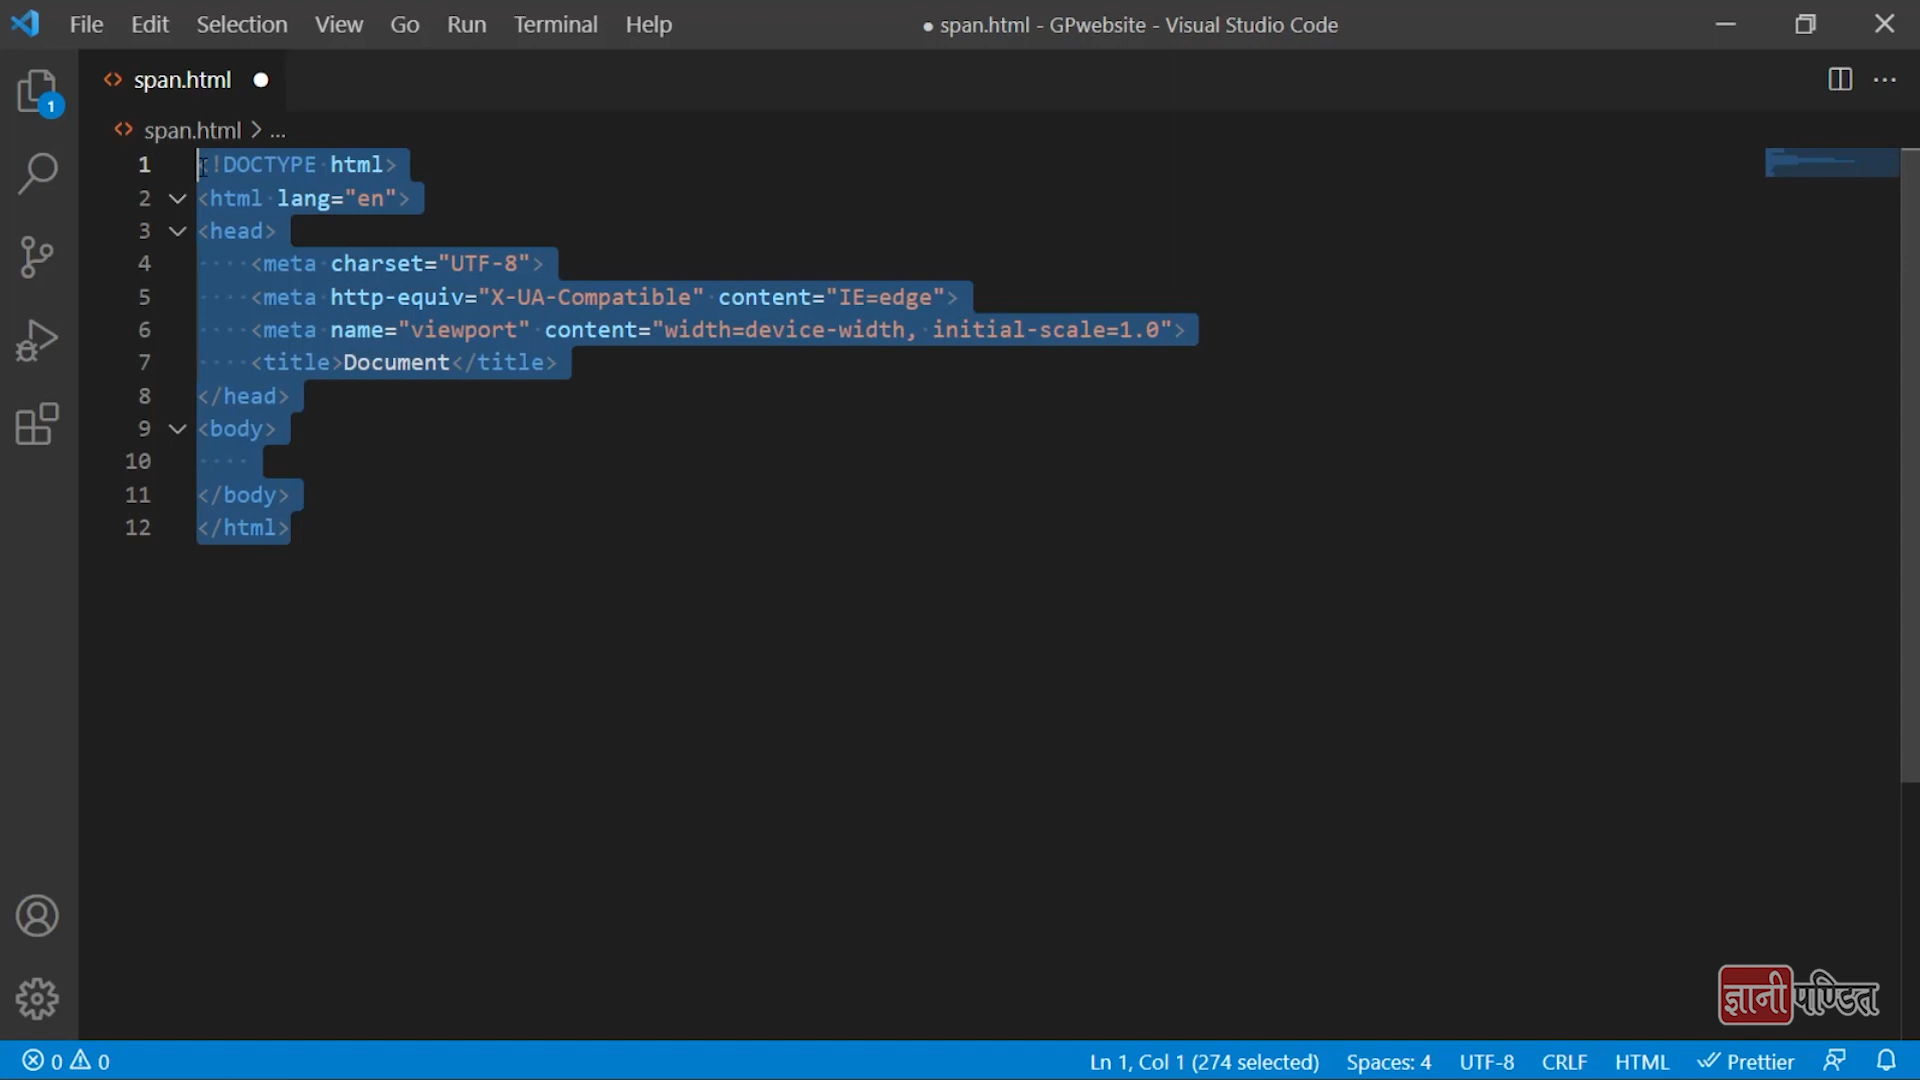 File Edit Selection View Go Run Terminal Help ● span.html - GPwebsite - Visual Studio Code
1
span.html
span.html > ...
1 <!DOCTYPE html>
2 <html lang="en">
3 <head>
4     <meta charset="UTF-8">
5     <meta http-equiv="X-UA-Compatible" content="IE=edge">
6     <meta name="viewport" content="width=device-width, initial-scale=1.0">
7     <title>Document</title>
8 </head>
9 <body>
10
11 </body>
12 </html>
ज्ञानी पण्डित
0 0 Ln 1, Col 1 (274 selected) Spaces: 4 UTF-8 CRLF HTML Prettier